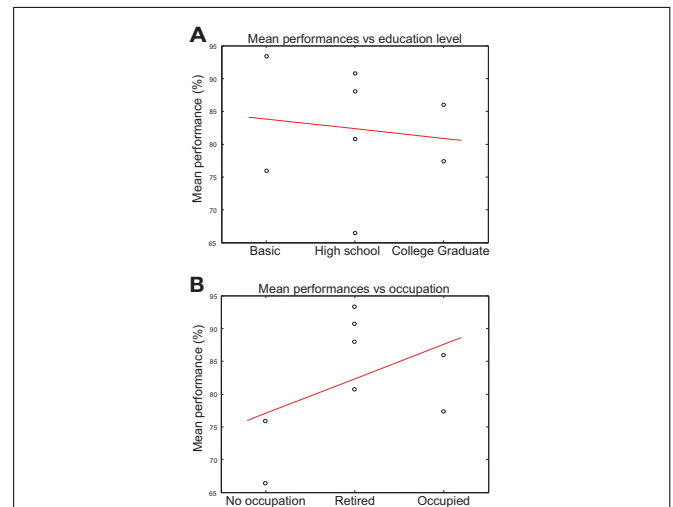 A
Mean performances vs education level
Mean performance (%)
95
90
85
80
75
70
65
Basic High school College Graduate
B
Mean performances vs occupation
Mean performance (%)
95
90
85
80
75
70
65
No occupation Retired Occupied